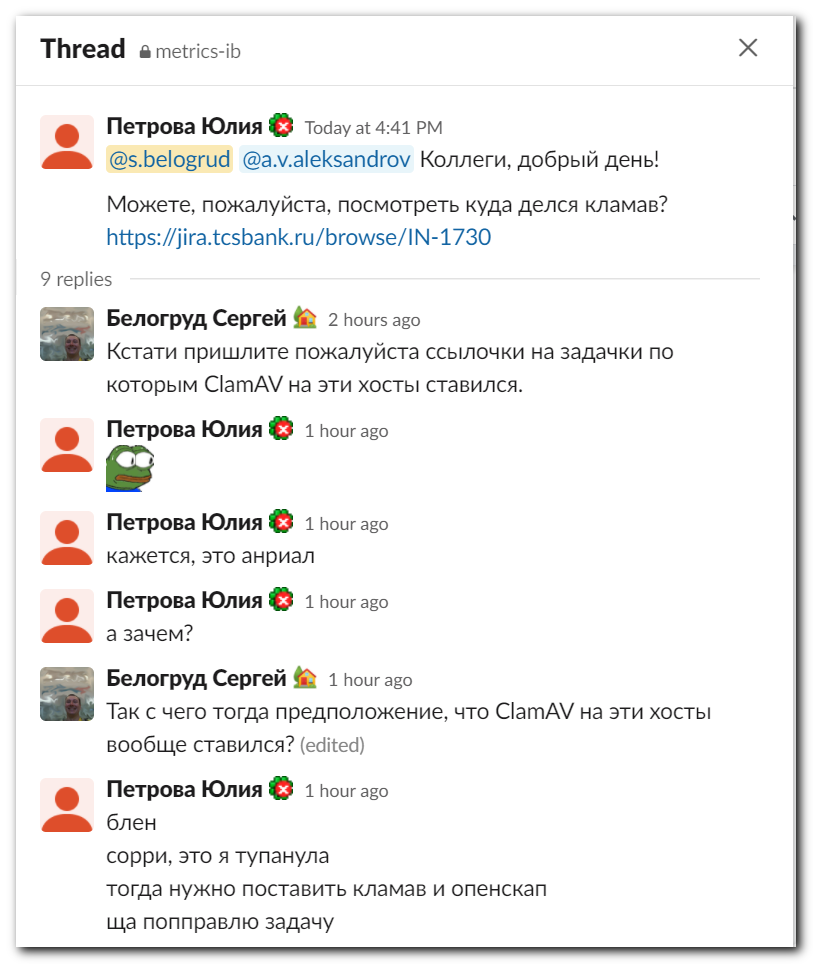 Thread metrics-ib
Петрова Юлия Today at 4:41 PM
@s.belogrud @a.v.aleksandrov Коллеги, добрый день!
Можете, пожалуйста, посмотреть куда делся кламав?
https://jira.tcsbank.ru/browse/IN-1730
9 replies
Белогруд Сергей 2 hours ago
Кстати пришлите пожалуйста ссылочки на задачки по
которым ClamAV на эти хосты ставился.
Петрова Юлия 1 hour ago
Петрова Юлия 1 hour ago
кажется, это анриал
Петрова Юлия 1 hour ago
а зачем?
Белогруд Сергей 1 hour ago
Так с чего тогда предположение, что ClamAV на эти хосты
вообще ставился? (edited)
Петрова Юлия 1 hour ago
блен
сорри, это я тупанула
тогда нужно поставить кламав и опенскап
ща попправлю задачу